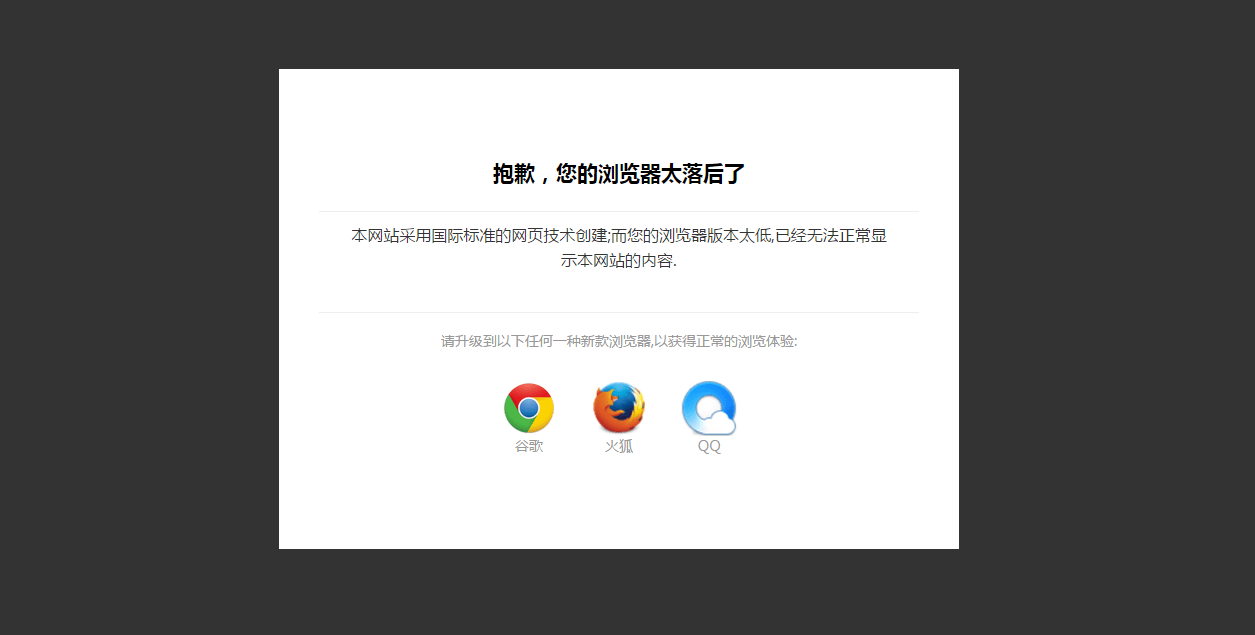 抱歉，您的浏览器太落后了
本网站采用国际标准的网页技术创建;而您的浏览器版本太低,已经无法正常显
示本网站的内容.
请升级到以下任何一种新款浏览器,以获得正常的浏览体验:
谷歌 火狐 QQ